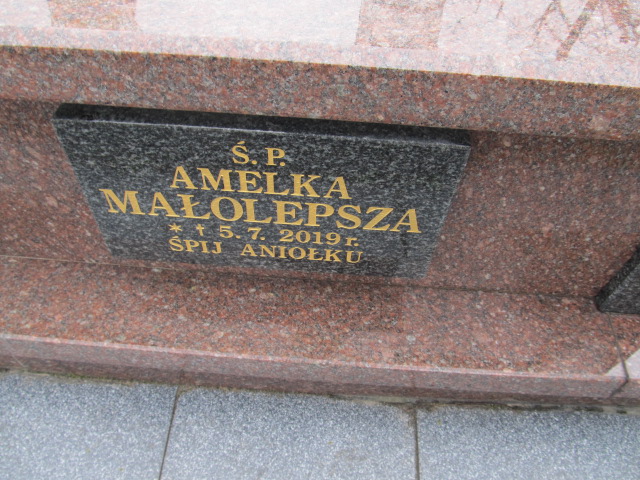 Ś. P.
AMELKA
MAŁOLEPSZA
* † 5. 7. 2019 r.
ŚPIJ ANIOŁKU